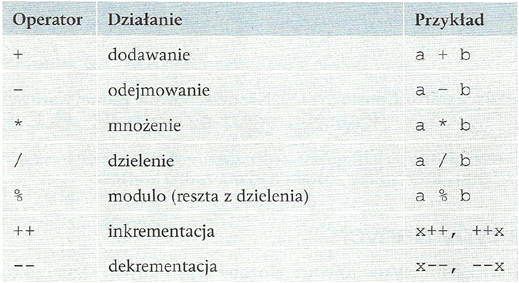 Operator Działanie Przykład
+ dodawanie a + b
- odejmowanie a - b
* mnożenie a * b
/ dzielenie a / b
% modulo (reszta z dzielenia) a % b
++ inkrementacja x++, ++x
-- dekrementacja x--, --x